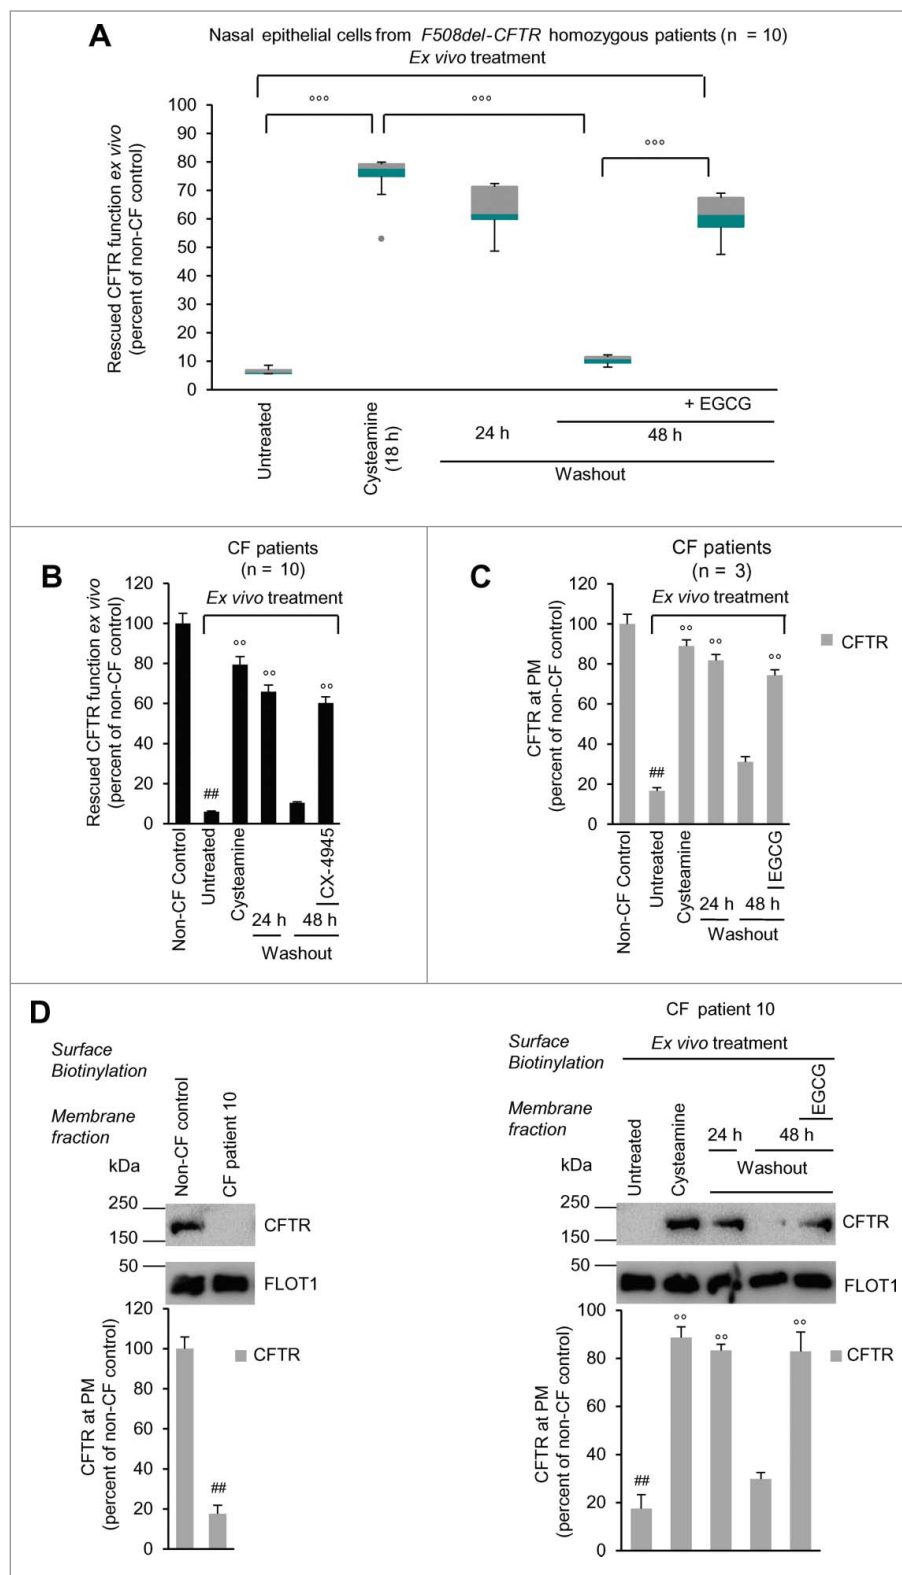 A
Nasal epithelial cells from F508del-CFTR homozygous patients (n = 10)
Ex vivo treatment
°°° °°°
°°°
Rescued CFTR function ex vivo
(percent of non-CF control)
100
90
80
70
60
50
40
30
20
10
0
Untreated
Cysteamine
(18 h)
+ EGCG
24 h 48 h
Washout
B
CF patients
(n = 10)
Ex vivo treatment
Rescued CFTR function ex vivo
(percent of non-CF control)
120
100
80
60
40
20
0
##
°°
°°
°°
Non-CF Control
Untreated
Cysteamine
CX-4945
24 h 48 h
Washout
C
CF patients
(n = 3)
Ex vivo treatment
CFTR at PM
(percent of non-CF control)
120
100
80
60
40
20
0
##
°°
°°
°°
CFTR
Non-CF Control
Untreated
Cysteamine
EGCG
24 h 48 h
Washout
D
Surface
Biotinylation
Membrane
fraction
Non-CF control
CF patient 10
kDa
250
150
CFTR
50
FLOT1
CFTR at PM
(percent of non-CF control)
120
100
80
60
40
20
0
##
CFTR
CF patient 10
Surface
Biotinylation
Ex vivo treatment
Membrane
fraction
Untreated
Cysteamine
EGCG
24 h 48 h
Washout
kDa
250
150
CFTR
50
FLOT1
CFTR at PM
(percent of non-CF control)
100
80
60
40
20
0
##
°°
°°
°°
CFTR